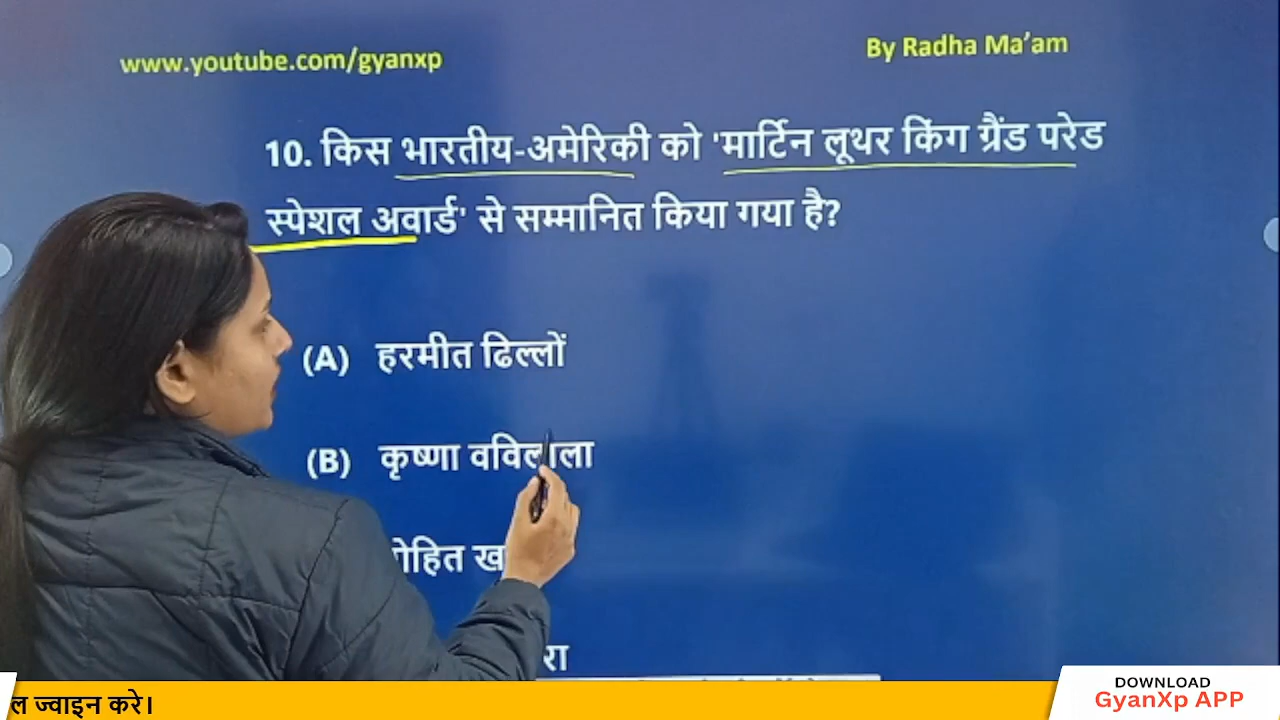 www.youtube.com/gyanxp
By Radha Ma’am
10. किस भारतीय-अमेरिकी को 'मार्टिन लूथर किंग ग्रैंड परेड
स्पेशल अवार्ड' से सम्मानित किया गया है?
(A) हरमीत ढिल्लों
(B) कृष्णा वविलाला
ज्वाइन करे।
DOWNLOAD
GyanXp APP